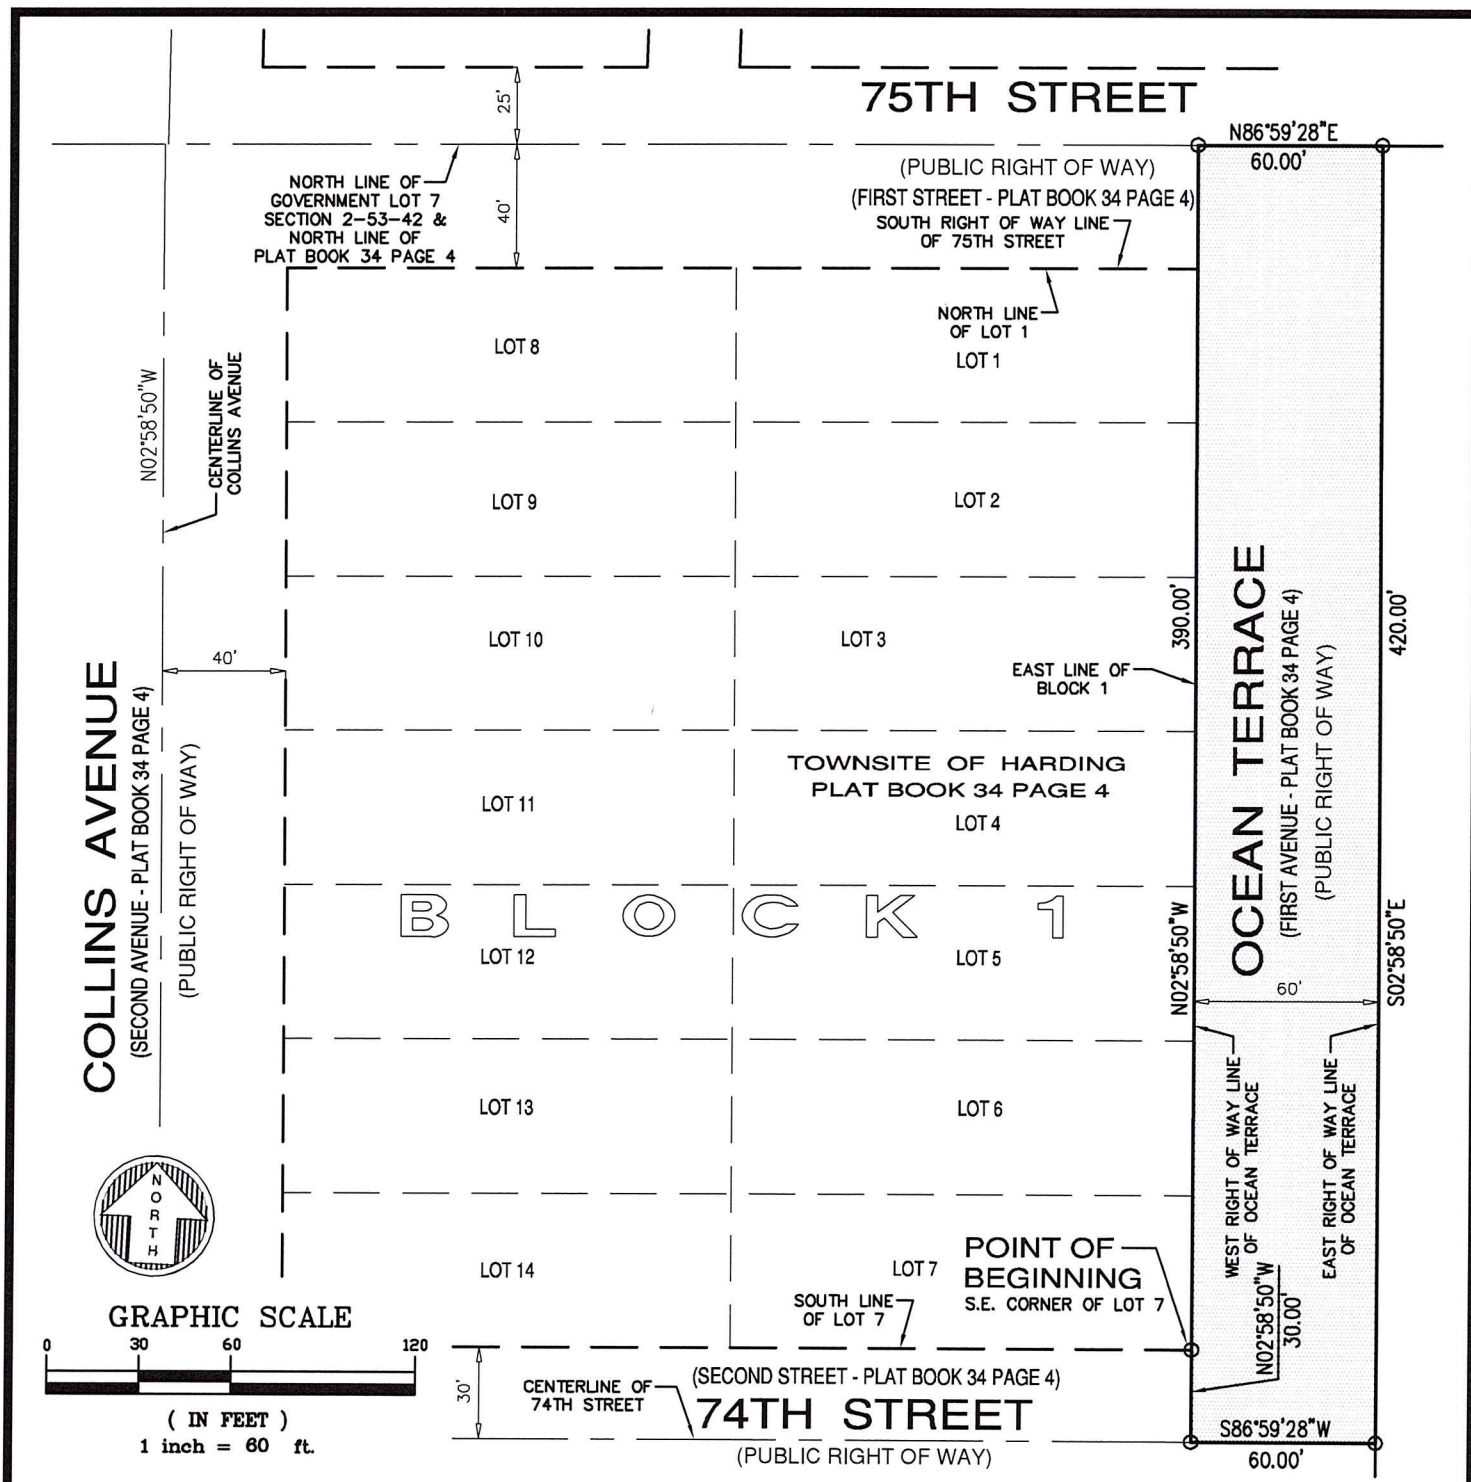 75TH STREET
25'
N86°59'28"E
60.00'
(PUBLIC RIGHT OF WAY)
(FIRST STREET - PLAT BOOK 34 PAGE 4)
SOUTH RIGHT OF WAY LINE
OF 75TH STREET
NORTH LINE OF
GOVERNMENT LOT 7
SECTION 2-53-42 &
NORTH LINE OF
PLAT BOOK 34 PAGE 4
40'
NORTH LINE
OF LOT 1
LOT 8
LOT 1
N02°58'50"W
CENTERLINE OF
COLLINS AVENUE
LOT 9
LOT 2
LOT 10
LOT 3
40'
COLLINS AVENUE
(SECOND AVENUE - PLAT BOOK 34 PAGE 4)
(PUBLIC RIGHT OF WAY)
EAST LINE OF
BLOCK 1
390.00'
OCEAN TERRACE
(FIRST AVENUE - PLAT BOOK 34 PAGE 4)
(PUBLIC RIGHT OF WAY)
420.00'
TOWNSITE OF HARDING
PLAT BOOK 34 PAGE 4
LOT 11
LOT 4
BLOCK 1
LOT 12
LOT 5
N02°58'50"W
60'
S02°58'50"E
LOT 13
LOT 6
WEST RIGHT OF WAY LINE
OF OCEAN TERRACE
EAST RIGHT OF WAY LINE
OF OCEAN TERRACE
NORTH
LOT 14
LOT 7
POINT OF
BEGINNING
S.E. CORNER OF LOT 7
SOUTH LINE
OF LOT 7
N02°58'50"W
30.00'
GRAPHIC SCALE
0 30 60 120
( IN FEET )
1 inch = 60 ft.
30'
CENTERLINE OF
74TH STREET
(SECOND STREET - PLAT BOOK 34 PAGE 4)
74TH STREET
(PUBLIC RIGHT OF WAY)
S86°59'28"W
60.00'